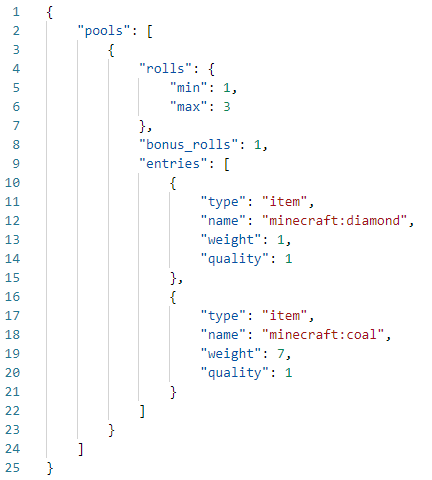 1 {
2     "pools": [
3         {
4             "rolls": {
5                 "min": 1,
6                 "max": 3
7             },
8             "bonus_rolls": 1,
9             "entries": [
10                 {
11                     "type": "item",
12                     "name": "minecraft:diamond",
13                     "weight": 1,
14                     "quality": 1
15                 },
16                 {
17                     "type": "item",
18                     "name": "minecraft:coal",
19                     "weight": 7,
20                     "quality": 1
21                 }
22             ]
23         }
24     ]
25 }